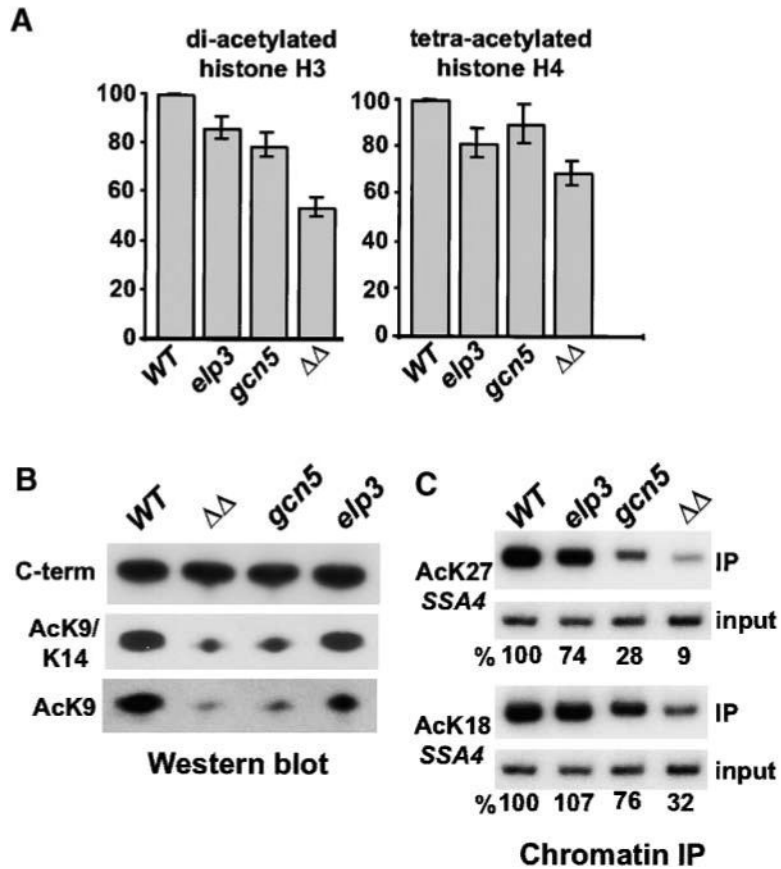 A
di-acetylated
histone H3
100
80
60
40
20
0
WT
elp3
gcn5
ΔΔ
tetra-acetylated
histone H4
100
80
60
40
20
0
WT
elp3
gcn5
ΔΔ
B
WT
ΔΔ
gcn5
elp3
C-term
AcK9/
K14
AcK9
Western blot
C
WT
elp3
gcn5
ΔΔ
AcK27
SSA4
IP
input
% 100 74 28 9
AcK18
SSA4
IP
input
% 100 107 76 32
Chromatin IP